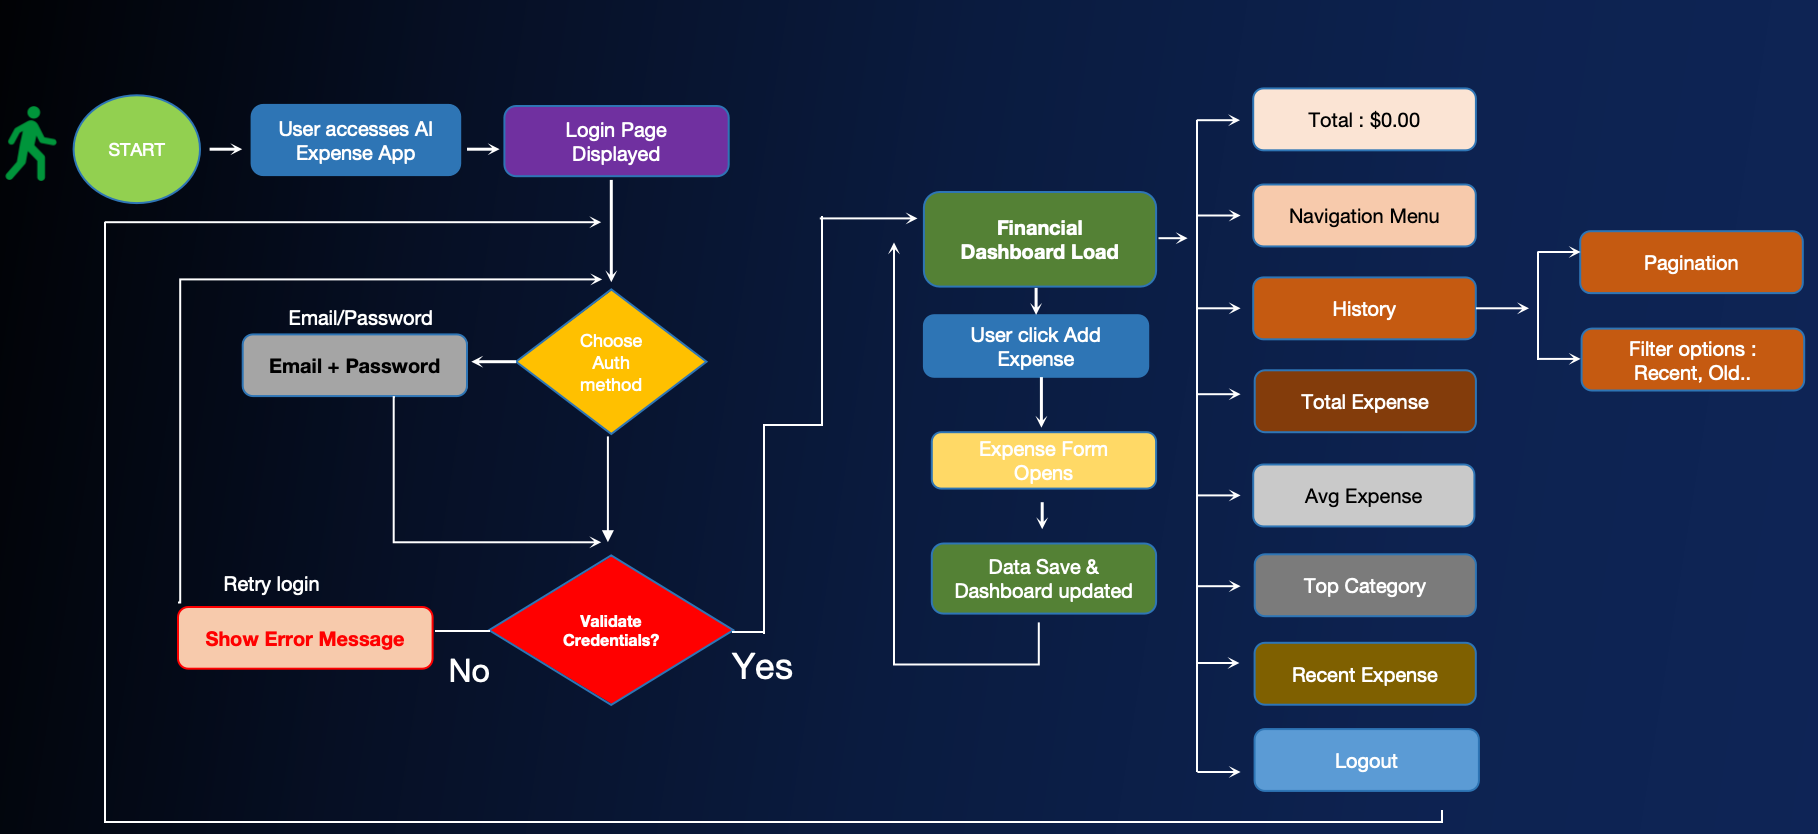 START
User accesses AI
Expense App
Login Page
Displayed
Email/Password
Email + Password
Choose
Auth
method
Retry login
Show Error Message
No
Validate
Credentials?
Yes
Financial
Dashboard Load
User click Add
Expense
Expense Form
Opens
Data Save &
Dashboard updated
Total : $0.00
Navigation Menu
History
Total Expense
Avg Expense
Top Category
Recent Expense
Logout
Pagination
Filter options :
Recent, Old..